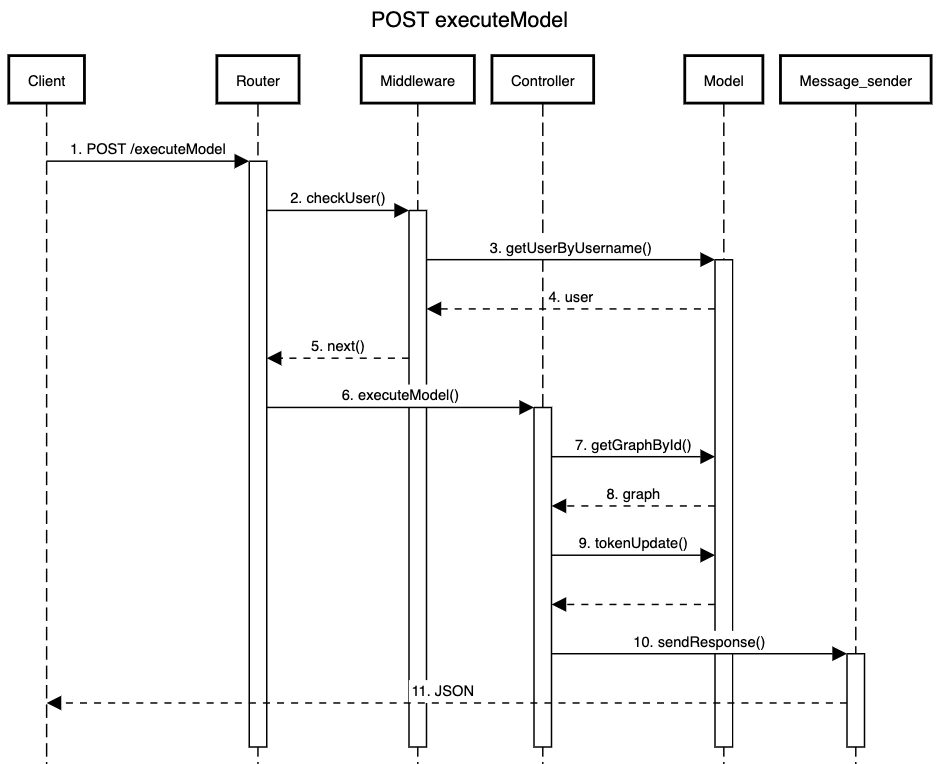 POST executeModel
Client
Router
Middleware
Controller
Model
Message_sender
1. POST /executeModel
2. checkUser()
3. getUserByUsername()
4. user
5. next()
6. executeModel()
7. getGraphById()
8. graph
9. tokenUpdate()
10. sendResponse()
11. JSON